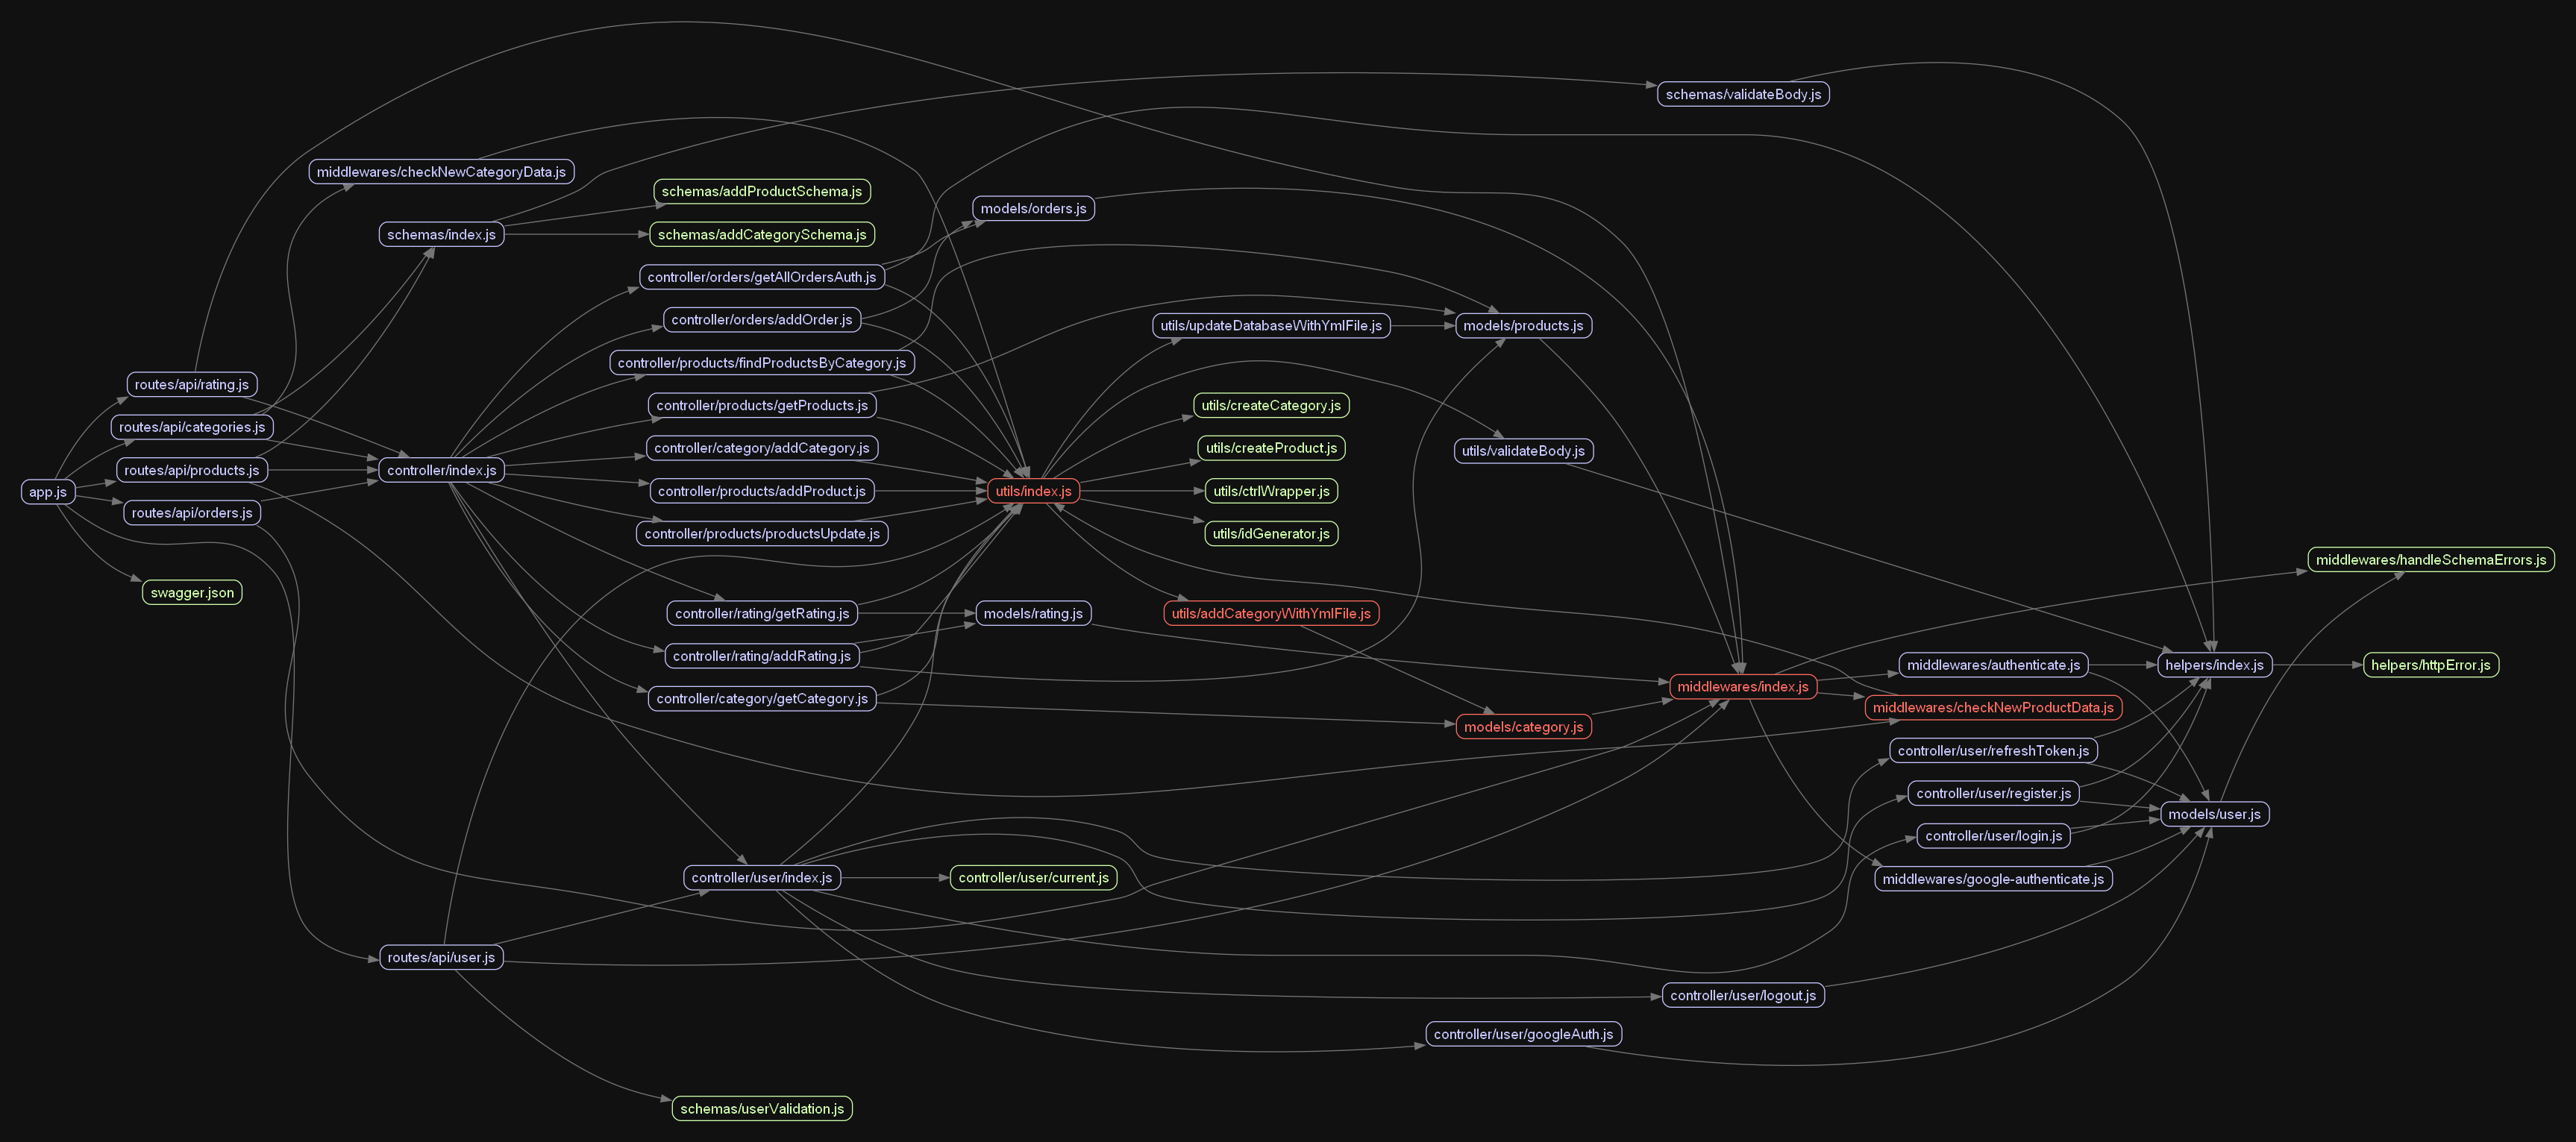 app.js
routes/api/rating.js
routes/api/categories.js
routes/api/products.js
routes/api/orders.js
swagger.json
middlewares/checkNewCategoryData.js
schemas/index.js
controller/index.js
routes/api/user.js
schemas/addProductSchema.js
schemas/addCategorySchema.js
controller/orders/getAllOrdersAuth.js
controller/orders/addOrder.js
controller/products/findProductsByCategory.js
controller/products/getProducts.js
controller/category/addCategory.js
controller/products/addProduct.js
controller/products/productsUpdate.js
controller/rating/getRating.js
controller/rating/addRating.js
controller/category/getCategory.js
controller/user/index.js
schemas/userValidation.js
models/orders.js
utils/index.js
models/rating.js
controller/user/current.js
utils/updateDatabaseWithYmlFile.js
utils/createCategory.js
utils/createProduct.js
utils/ctrlWrapper.js
utils/idGenerator.js
utils/addCategoryWithYmlFile.js
models/products.js
utils/validateBody.js
models/category.js
controller/user/googleAuth.js
schemas/validateBody.js
middlewares/index.js
controller/user/logout.js
middlewares/authenticate.js
middlewares/checkNewProductData.js
controller/user/refreshToken.js
controller/user/register.js
controller/user/login.js
middlewares/google-authenticate.js
helpers/index.js
models/user.js
middlewares/handleSchemaErrors.js
helpers/httpError.js